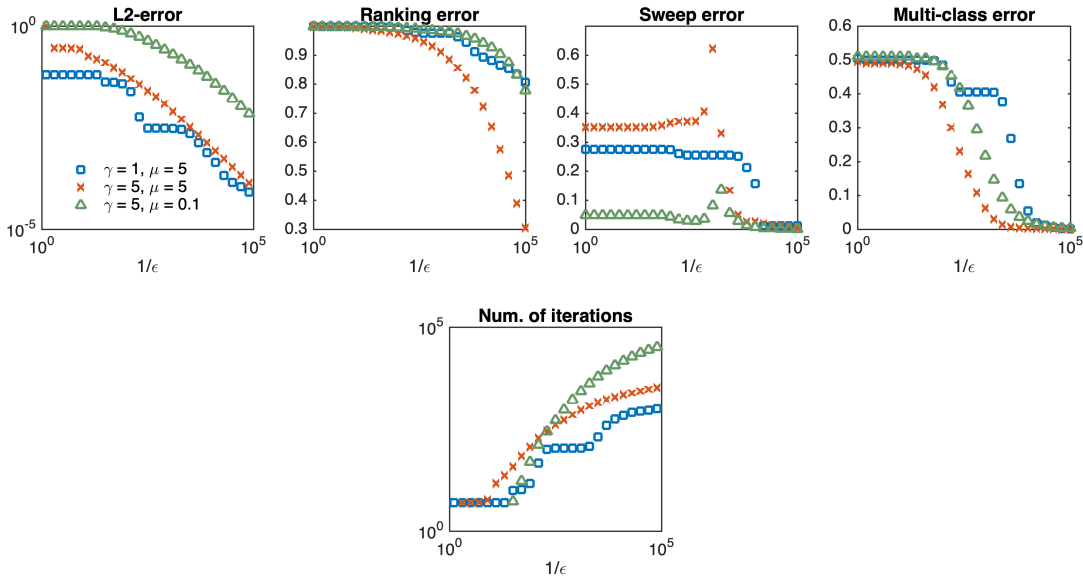 L2-error
10^0
10^-5
10^0
10^5
1/ϵ
γ = 1, μ = 5
γ = 5, μ = 5
γ = 5, μ = 0.1
Ranking error
0.9
0.8
0.7
0.6
0.5
0.4
0.3
10^0
10^5
1/ϵ
Sweep error
0.6
0.5
0.4
0.3
0.2
0.1
0
10^0
10^5
1/ϵ
Multi-class error
0.6
0.5
0.4
0.3
0.2
0.1
0
10^0
10^5
1/ϵ
Num. of iterations
10^5
10^0
10^0
10^5
1/ϵ